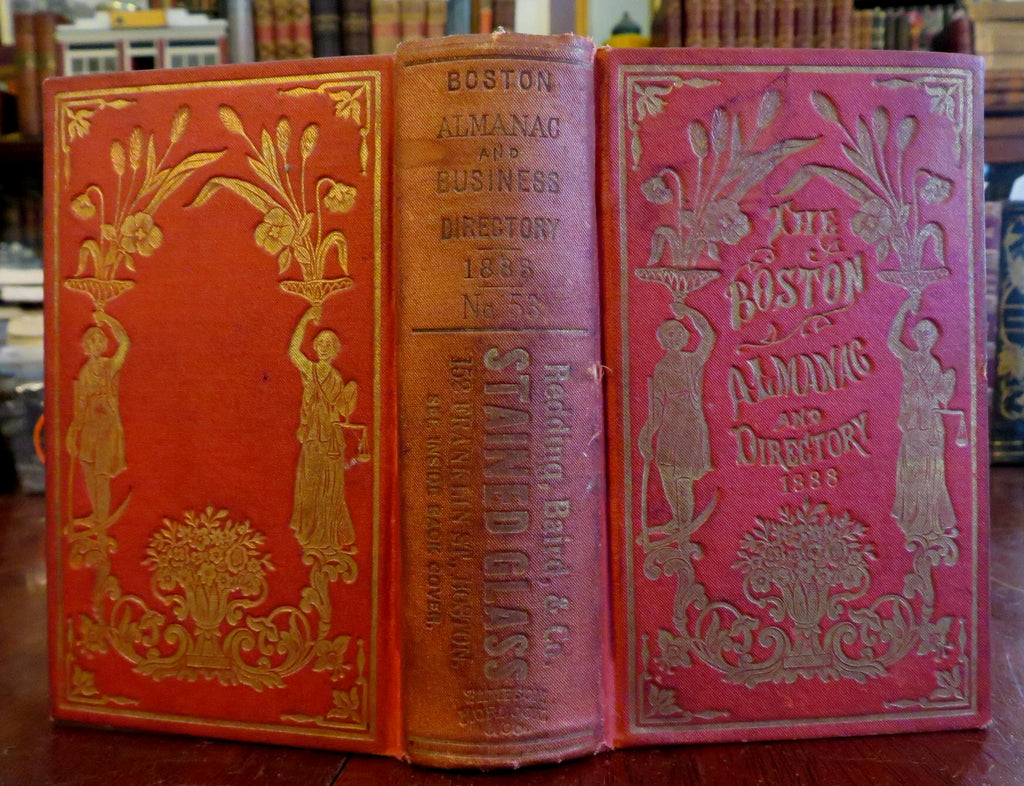 BOSTON
ALMANAC
AND
BUSINESS
DIRECTORY
1888
No. 53
Redding, Baird, & Co.
STAINED GLASS
152 FRANKLIN ST., BOSTON.
SEE INSIDE BACK COVER.
THE
BOSTON
ALMANAC
AND
DIRECTORY
1888